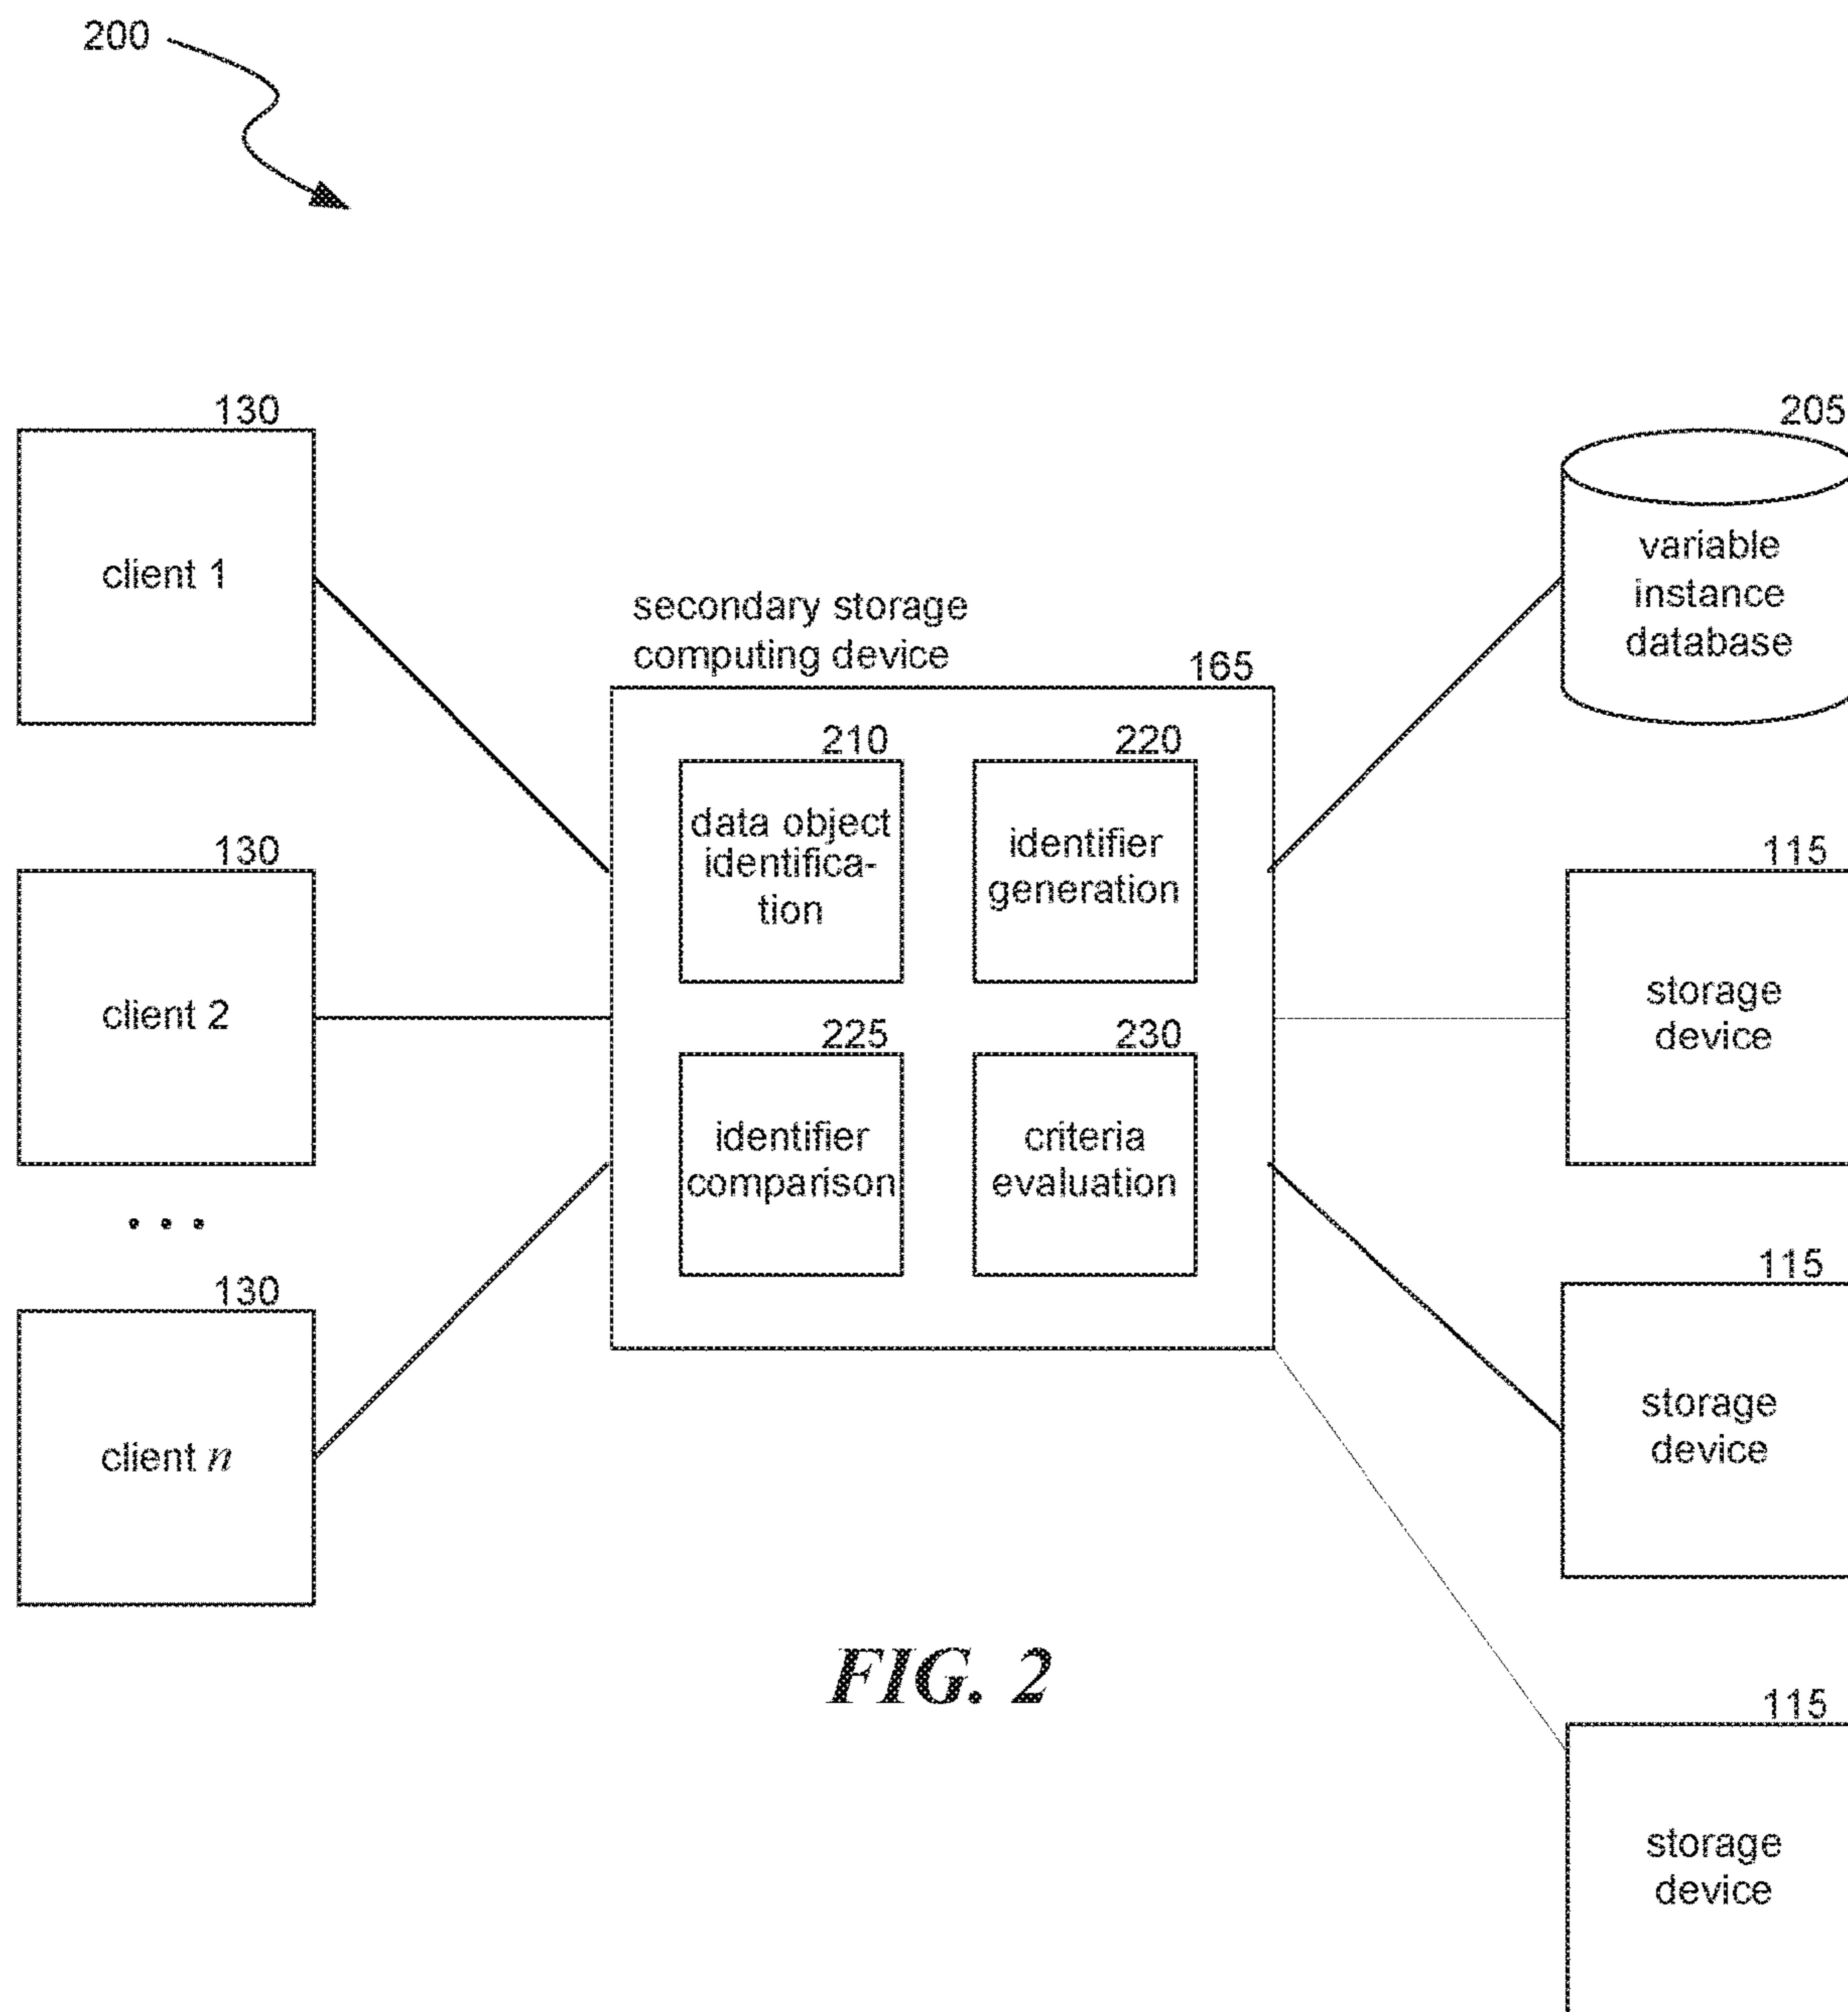 200
130
client 1
130
client 2
. . .
130
client n
secondary storage
computing device
165
210
data object
identifica-
tion
220
identifier
generation
225
identifier
comparison
230
criteria
evaluation
205
variable
instance
database
115
storage
device
115
storage
device
115
storage
device
FIG. 2